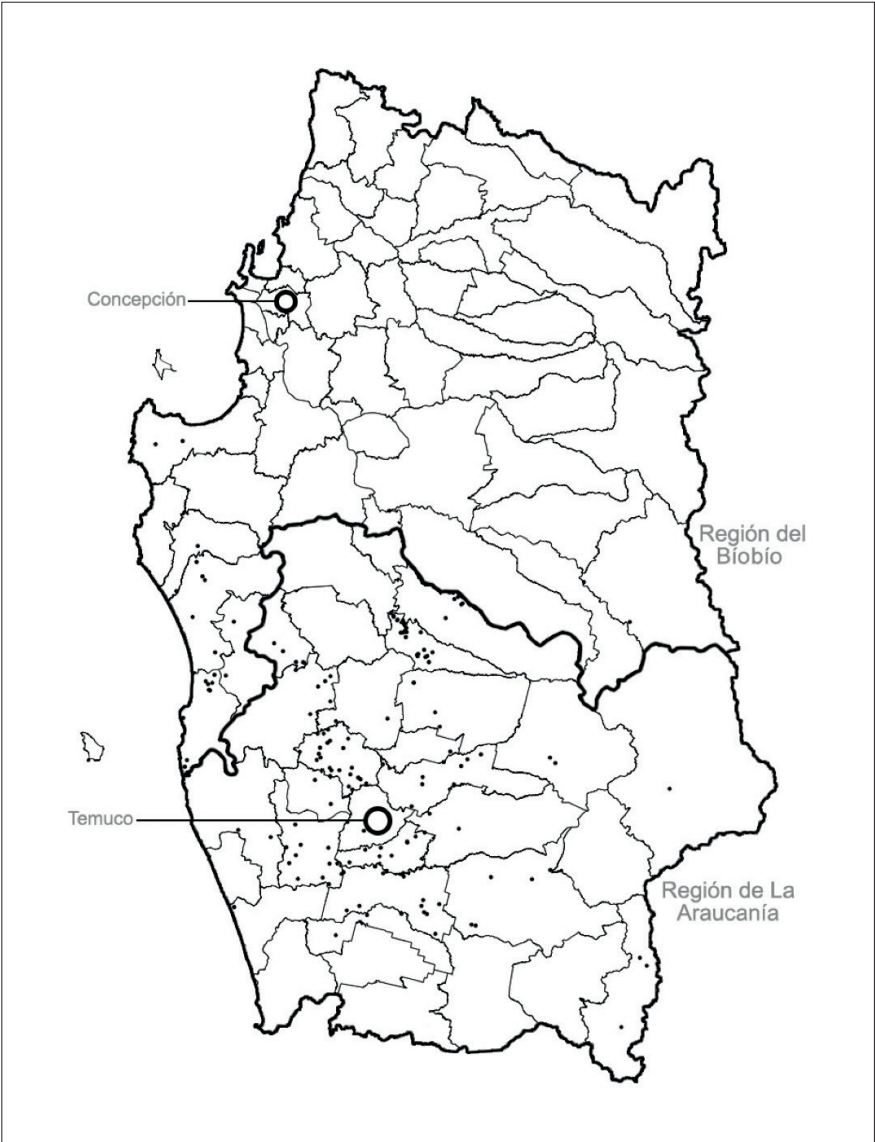 Concepción
Región del
Bíobío
Temuco
Región de La
Araucanía